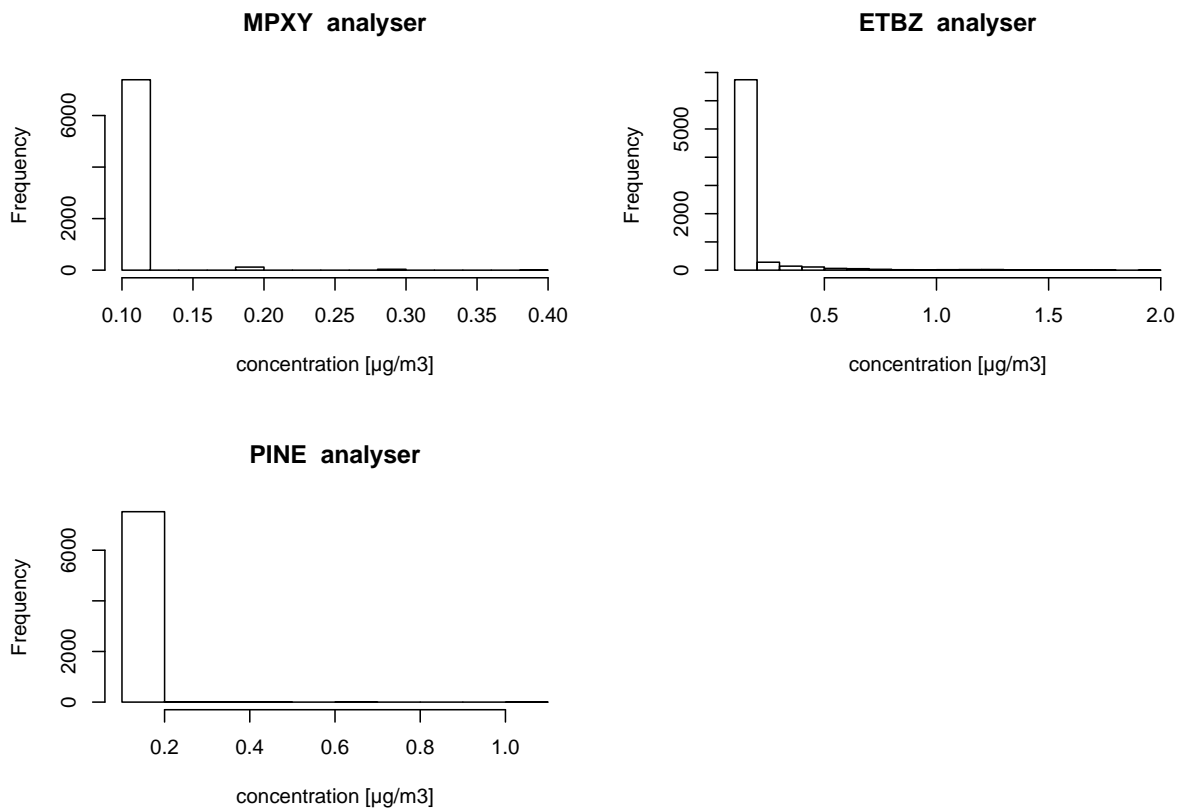 MPXY analyser
Frequency
6000
2000
0
0.10 0.15 0.20 0.25 0.30 0.35 0.40
concentration [µg/m3]
ETBZ analyser
Frequency
5000
2000
0
0.5 1.0 1.5 2.0
concentration [µg/m3]
PINE analyser
Frequency
6000
2000
0
0.2 0.4 0.6 0.8 1.0
concentration [µg/m3]